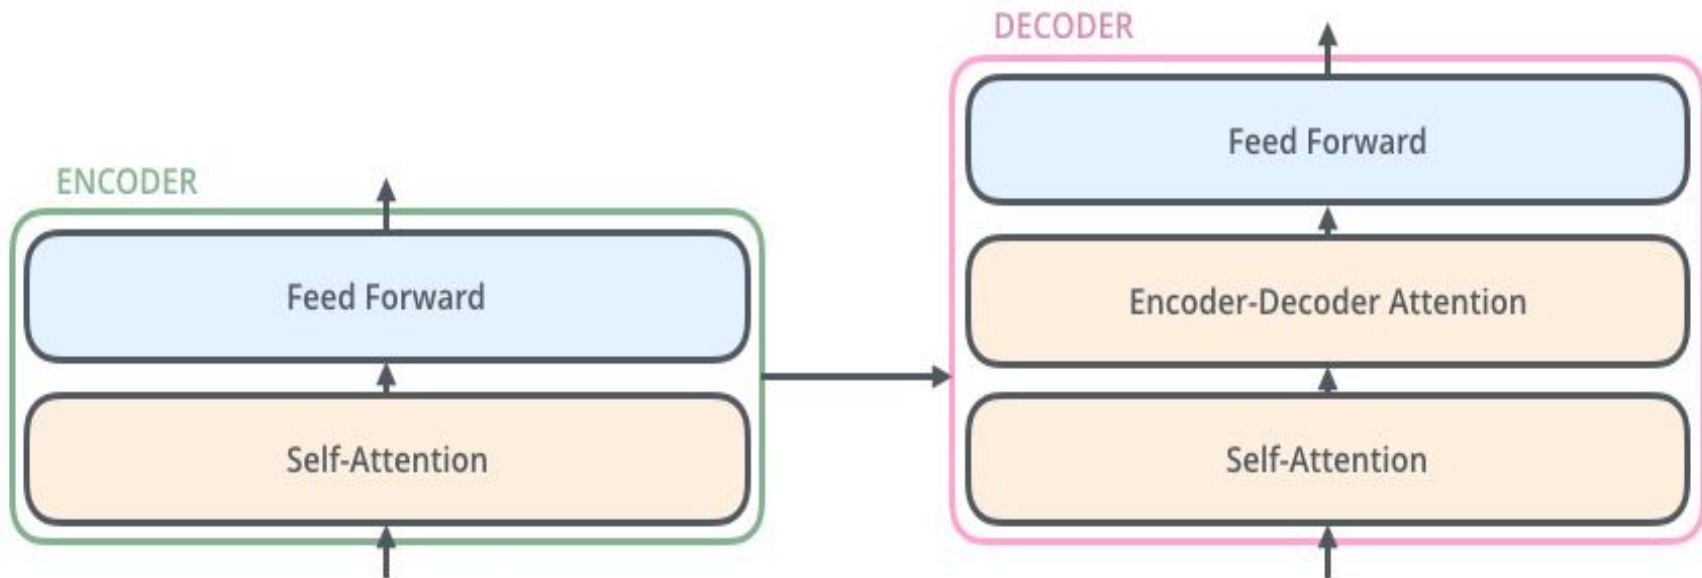 ENCODER
Feed Forward
Self-Attention
DECODER
Feed Forward
Encoder-Decoder Attention
Self-Attention